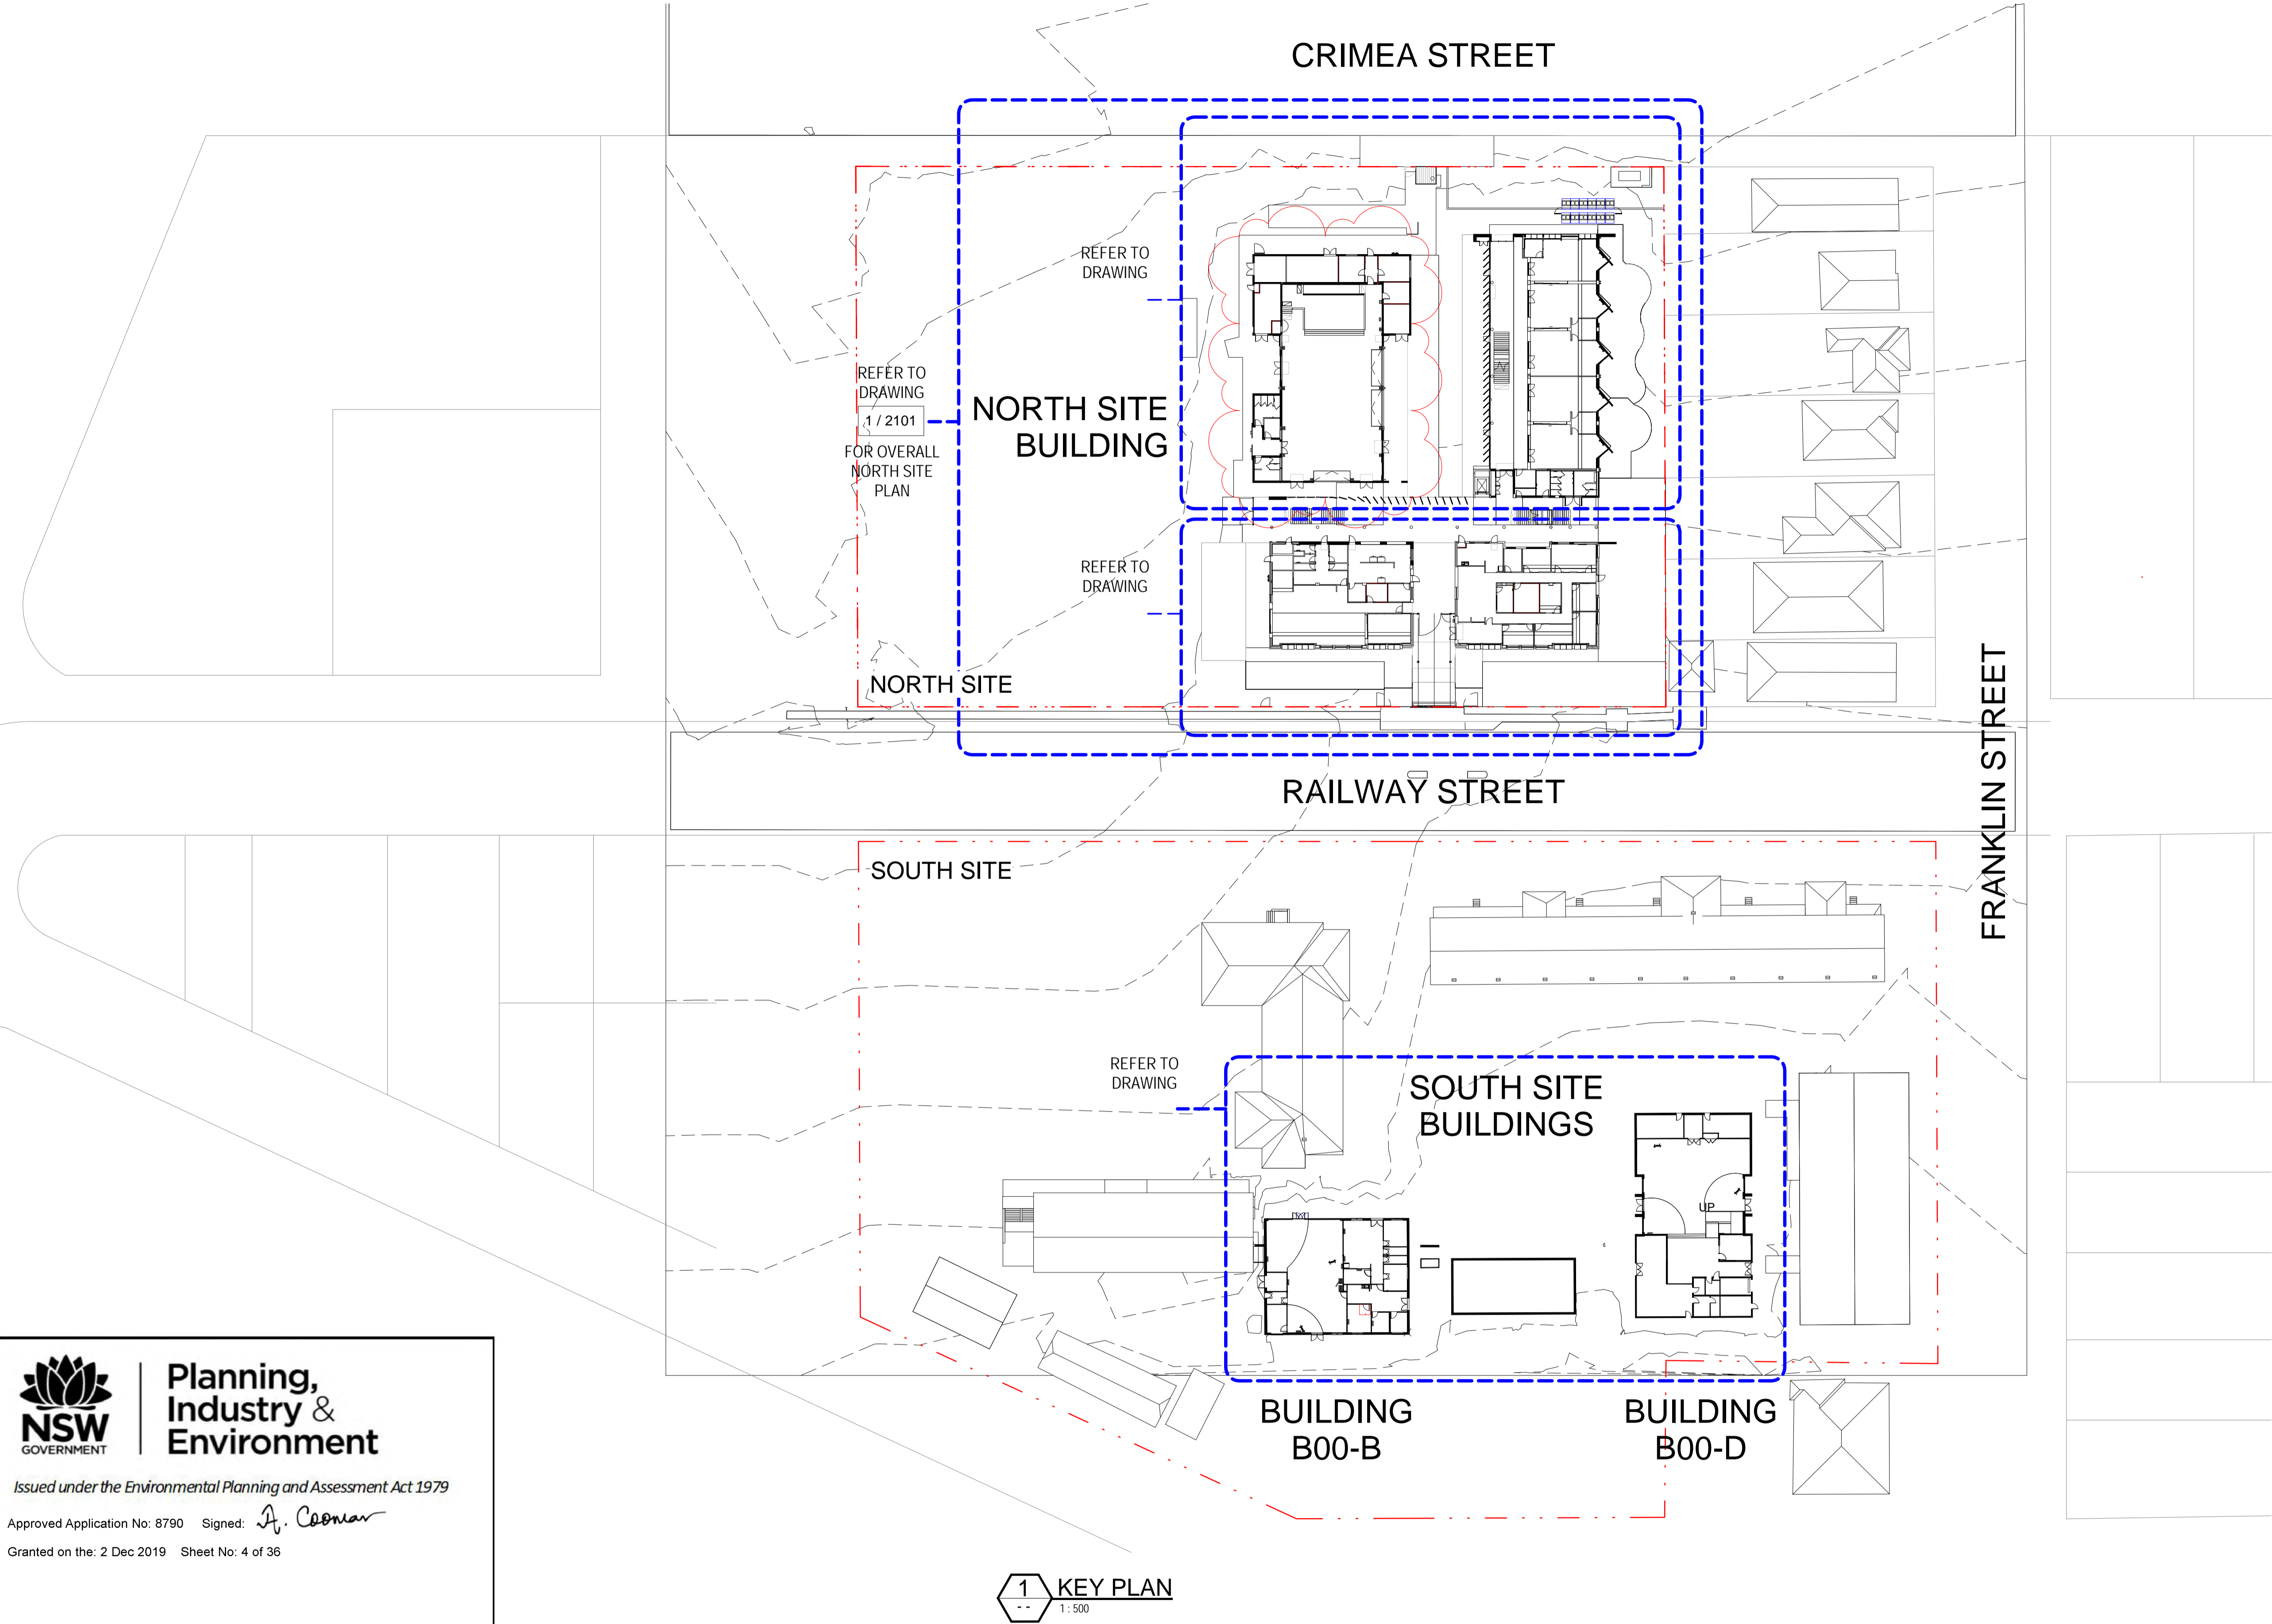 CRIMEA STREET
REFER TO
DRAWING
REFER TO
DRAWING
1 / 2101
FOR OVERALL
NORTH SITE
PLAN
NORTH SITE
BUILDING
REFER TO
DRAWING
NORTH SITE
RAILWAY STREET
FRANKLIN STREET
SOUTH SITE
REFER TO
DRAWING
SOUTH SITE
BUILDINGS
UP
BUILDING
B00-B
BUILDING
B00-D
NSW
GOVERNMENT
Planning,
Industry &
Environment
Issued under the Environmental Planning and Assessment Act 1979
Approved Application No: 8790 Signed: A. Coomar
Granted on the: 2 Dec 2019 Sheet No: 4 of 36
1
- -
KEY PLAN
1 : 500